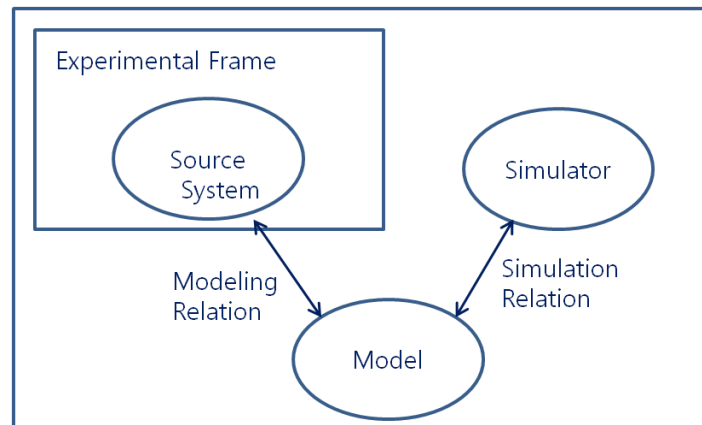 Experimental Frame
Source
System
Simulator
Modeling
Relation
Simulation
Relation
Model